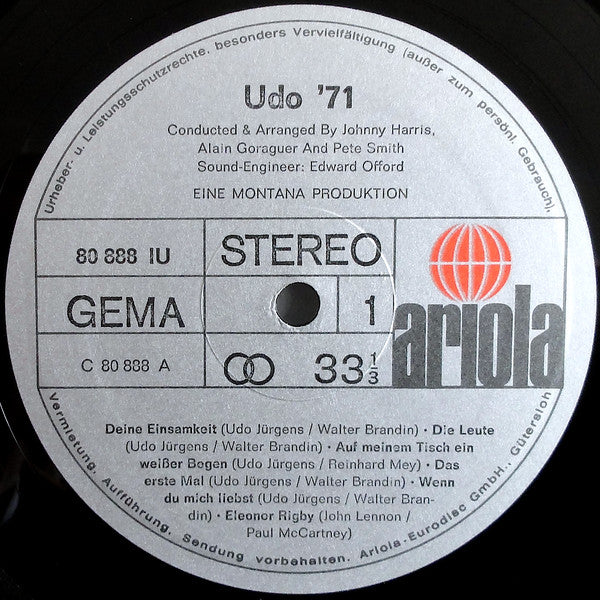 Urheber- u. Leistungsschutzrechte, besonders Vervielfältigung (außer zum persönl. Gebrauch),
Udo '71
Conducted & Arranged By Johnny Harris,
Alain Goraguer And Pete Smith
Sound-Engineer: Edward Offord
EINE MONTANA PRODUKTION
80 888 IU
STEREO
GEMA
1
ariola
C 80 888 A
33 1/3
Deine Einsamkeit (Udo Jürgens / Walter Brandin) · Die Leute
(Udo Jürgens / Walter Brandin) · Auf meinem Tisch ein
weißer Bogen (Udo Jürgens / Reinhard Mey) · Das
erste Mal (Udo Jürgens / Walter Brandin) · Wenn
du mich liebst (Udo Jürgens / Walter Bran-
din) · Eleonor Rigby (John Lennon /
Paul McCartney)
Vermietung, Aufführung, Sendung vorbehalten. Ariola-Eurodisc GmbH., Gütersloh